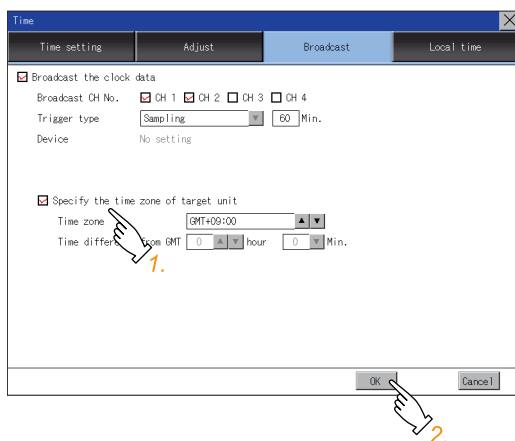 Time
Time setting Adjust Broadcast Local time
Broadcast the clock data
Broadcast CH No. CH 1 CH 2 CH 3 CH 4
Trigger type Sampling 60 Min.
Device No setting
Specify the time zone of target unit
Time zone GMT+09:00
Time from GMT 0 hour 0 Min.
1.
OK Cancel
2.